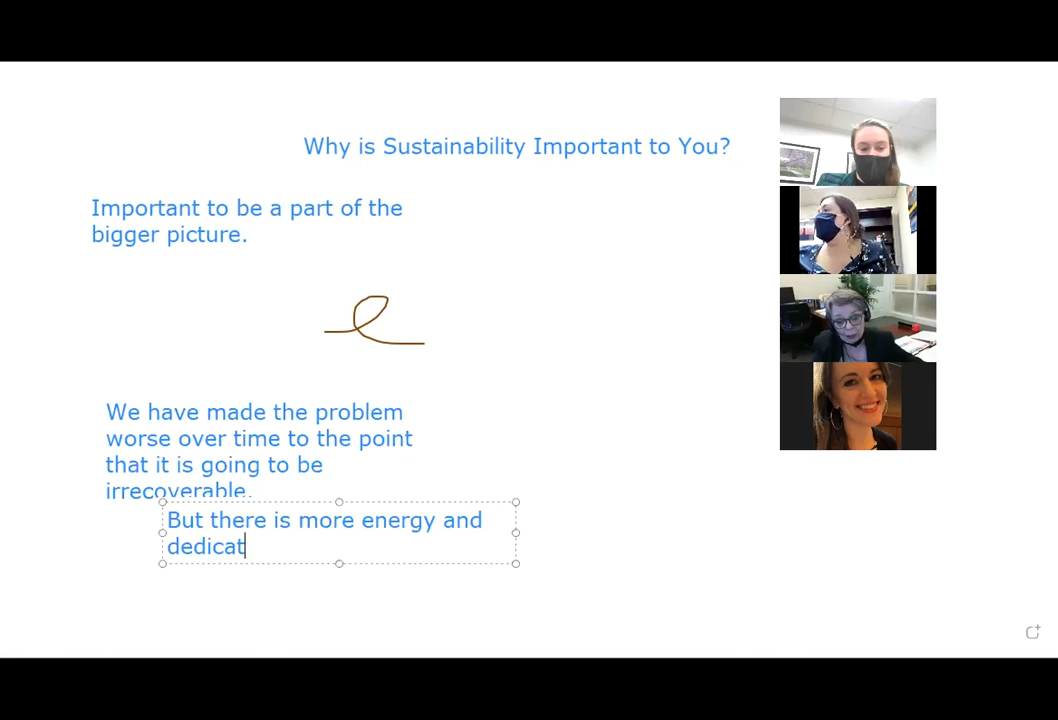 Why is Sustainability Important to You?
Important to be a part of the
bigger picture.
We have made the problem
worse over time to the point
that it is going to be
irrecoverable.
But there is more energy and
dedicat